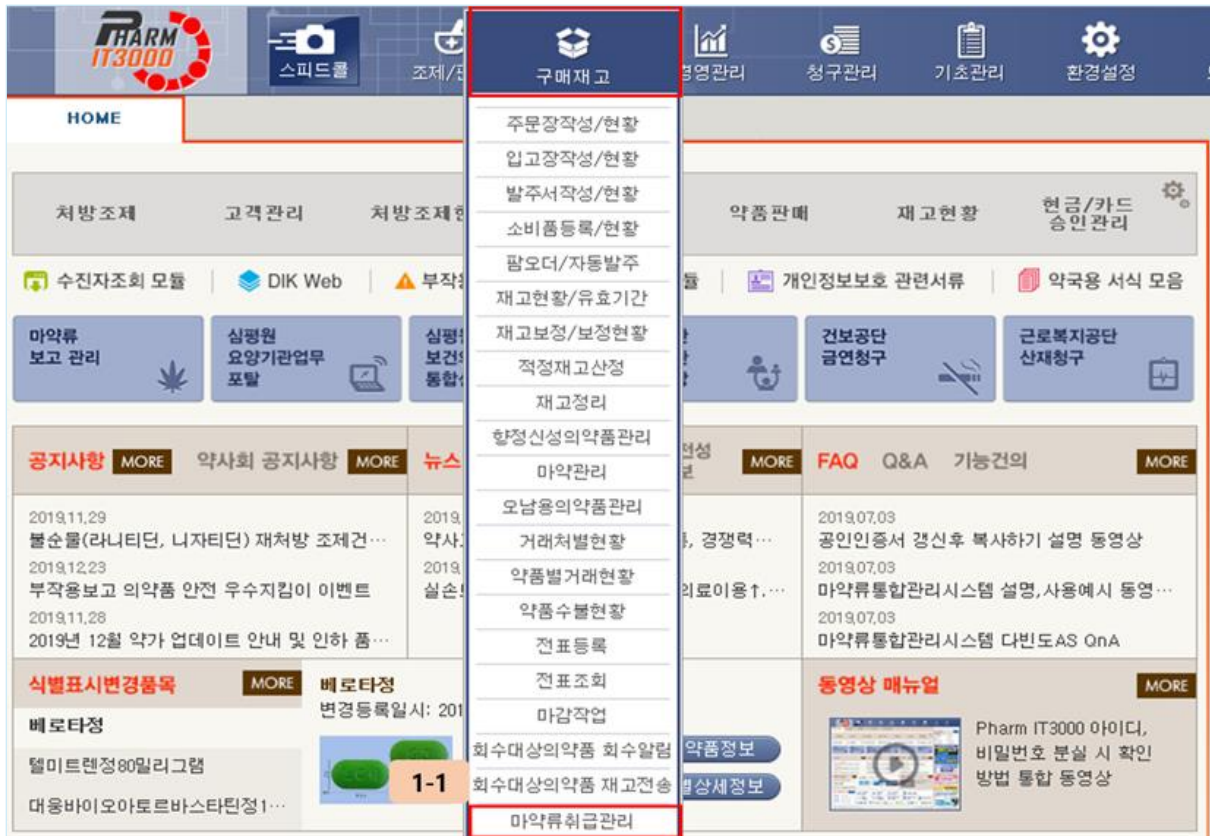 PHARM
IT3000
스피드콜
구매재고
청구관리
기초관리
환경설정
HOME
주문장작성/현황
입고장작성/현황
발주서작성/현황
소비품등록/현황
팜오더/자동발주
재고현황/유효기간
재고보정/보정현황
적정재고산정
재고정리
향정신성의약품관리
마약관리
오남용의약품관리
거래처별현황
약품별거래현황
약품수불현황
전표등록
전표조회
마감작업
회수대상의약품 회수알림
회수대상의약품 재고전송
마약류취급관리
처방조제
고객관리
약품판매
재고현황
현금/카드
승인관리
수진자조회 모듈
DIK Web
개인정보보호 관련서류
약국용 서식 모음
마약류
보고 관리
심평원
요양기관업무
포탈
건보공단
금연청구
근로복지공단
산재청구
공지사항 MORE
약사회 공지사항 MORE
뉴스
MORE
FAQ Q&A 기능건의 MORE
2019,11,29
불순물(라니티딘, 니자티딘) 재처방 조제건…
2019,12,23
부작용보고 의약품 안전 우수지킴이 이벤트
2019,11,28
2019년 12월 약가 업데이트 안내 및 인하 품…
2019,07,03
공인인증서 갱신후 복사하기 설명 동영상
2019,07,03
마약류통합관리시스템 설명,사용예시 동영…
2019,07,03
마약류통합관리시스템 다빈도AS QnA
식별표시변경품목 MORE
베로타정
텔미트렌정80밀리그램
대웅바이오아토르바스타틴정1…
베로타정
변경등록일시: 201
1-1
약품정보
동영상 매뉴얼 MORE
Pharm IT3000 아이디,
비밀번호 분실 시 확인
방법 통합 동영상